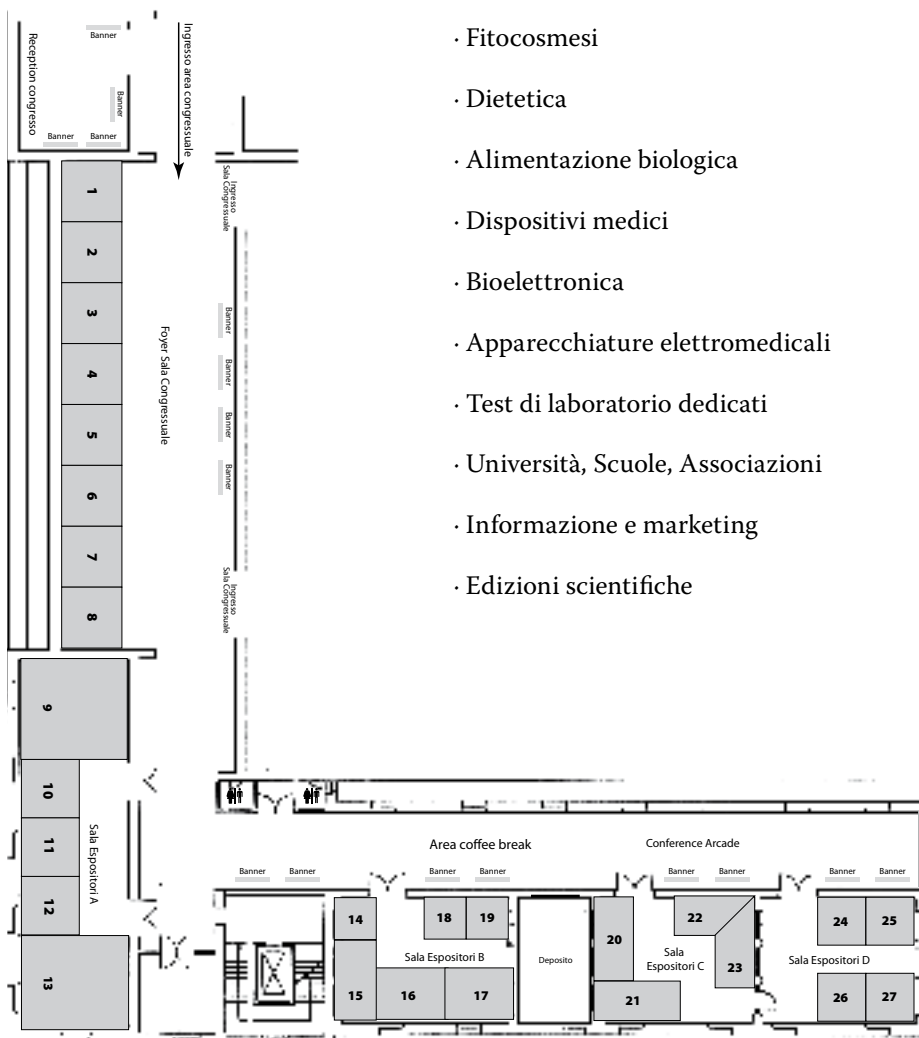 Reception congresso
Banner
Banner
Banner
Banner
Ingresso area congressuale
· Fitocosmesi
· Dietetica
· Alimentazione biologica
· Dispositivi medici
· Bioelettronica
· Apparecchiature elettromedicali
· Test di laboratorio dedicati
· Università, Scuole, Associazioni
· Informazione e marketing
· Edizioni scientifiche
Ingresso
Sala Congressuale
1
2
3
4
5
6
7
8
Foyer Sala Congressuale
Banner
Banner
Banner
Banner
Ingresso
Sala Congressuale
9
10
11
12
13
Sala Espositori A
Area coffee break
Conference Arcade
Banner
Banner
Banner
Banner
Banner
Banner
Banner
Banner
14
15
16
17
18
19
Sala Espositori B
Deposito
20
21
22
23
Sala
Espositori C
24
25
Sala Espositori D
26
27